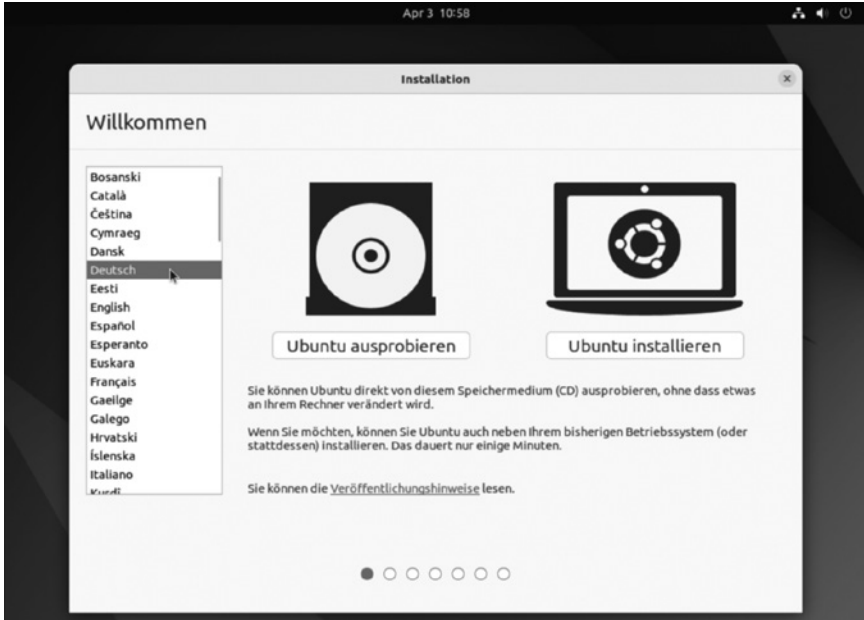 Apr 3 10:58
Installation
Willkommen
Bosanski
Català
Čeština
Cymraeg
Dansk
Deutsch
Eesti
English
Español
Esperanto
Euskara
Français
Gaeilge
Galego
Hrvatski
Íslenska
Italiano
Kurdî
Ubuntu ausprobieren
Ubuntu installieren
Sie können Ubuntu direkt von diesem Speichermedium (CD) ausprobieren, ohne dass etwas
an Ihrem Rechner verändert wird.
Wenn Sie möchten, können Sie Ubuntu auch neben Ihrem bisherigen Betriebssystem (oder
stattdessen) installieren. Das dauert nur einige Minuten.
Sie können die Veröffentlichungshinweise lesen.